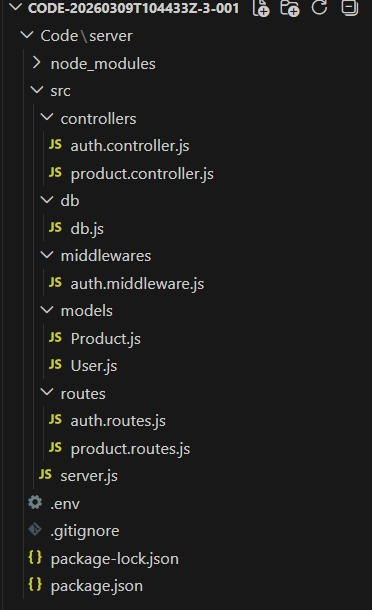 CODE-20260309T104433Z-3-001
Code\server
node_modules
src
controllers
JS auth.controller.js
JS product.controller.js
db
JS db.js
middlewares
JS auth.middleware.js
models
JS Product.js
JS User.js
routes
JS auth.routes.js
JS product.routes.js
JS server.js
.env
.gitignore
{} package-lock.json
{} package.json